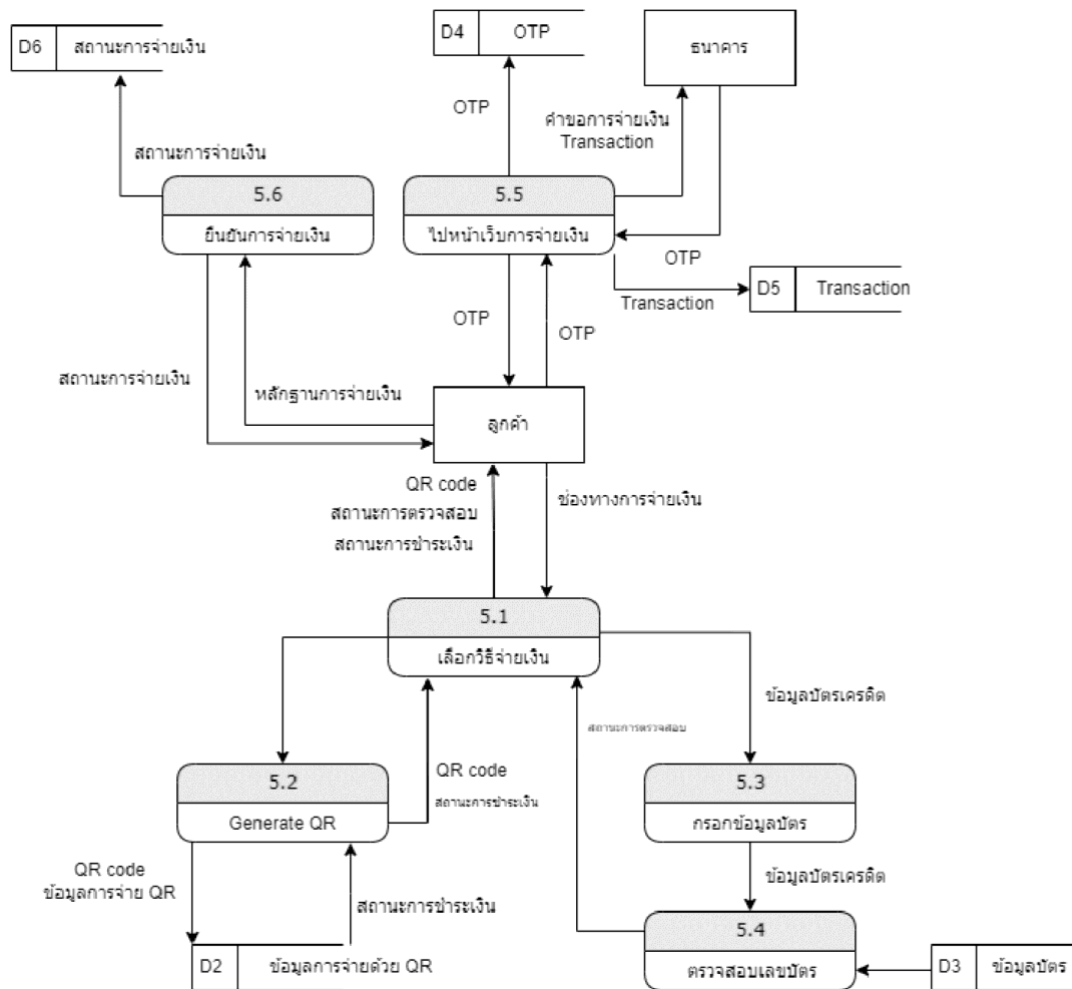 D6 สถานะการจ่ายเงิน
D4 OTP
ธนาคาร
OTP
คำขอการจ่ายเงิน
Transaction
สถานะการจ่ายเงิน
5.6
ยืนยันการจ่ายเงิน
5.5
ไปหน้าเว็บการจ่ายเงิน
OTP
D5 Transaction
Transaction
OTP
OTP
สถานะการจ่ายเงิน
หลักฐานการจ่ายเงิน
ลูกค้า
QR code
สถานะการตรวจสอบ
สถานะการชำระเงิน
ช่องทางการจ่ายเงิน
5.1
เลือกวิธีจ่ายเงิน
ข้อมูลบัตรเครดิต
สถานะการตรวจสอบ
QR code
สถานะการชำระเงิน
5.2
Generate QR
5.3
กรอกข้อมูลบัตร
QR code
ข้อมูลการจ่าย QR
สถานะการชำระเงิน
ข้อมูลบัตรเครดิต
5.4
ตรวจสอบเลขบัตร
D2 ข้อมูลการจ่ายด้วย QR
D3 ข้อมูลบัตร